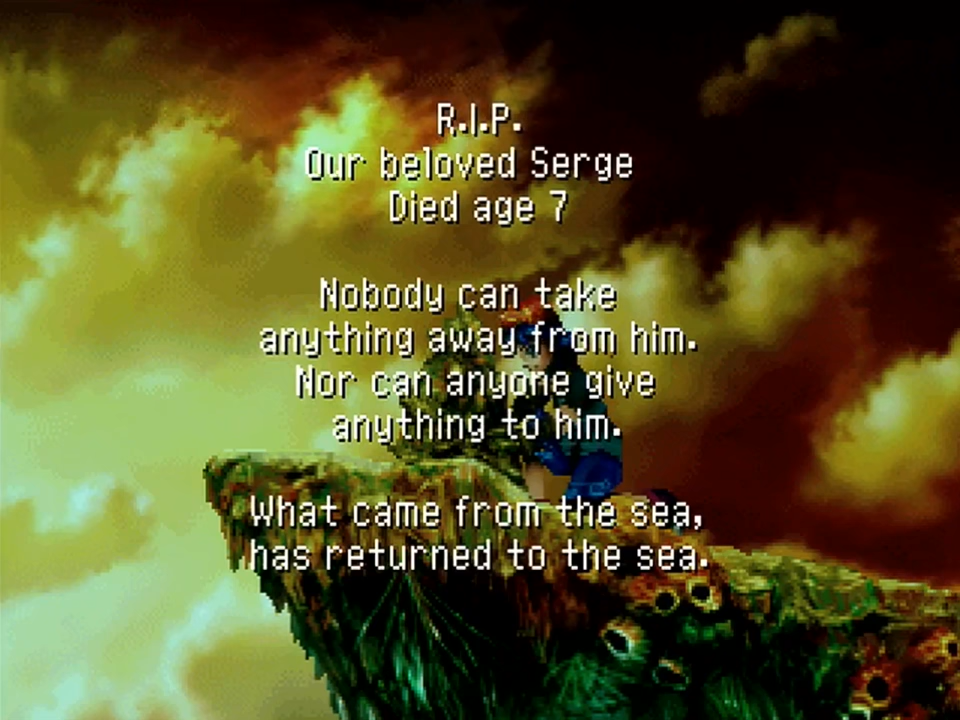 R.I.P.
Our beloved Serge
Died age 7
Nobody can take
anything away from him.
Nor can anyone give
anything to him.
What came from the sea,
has returned to the sea.